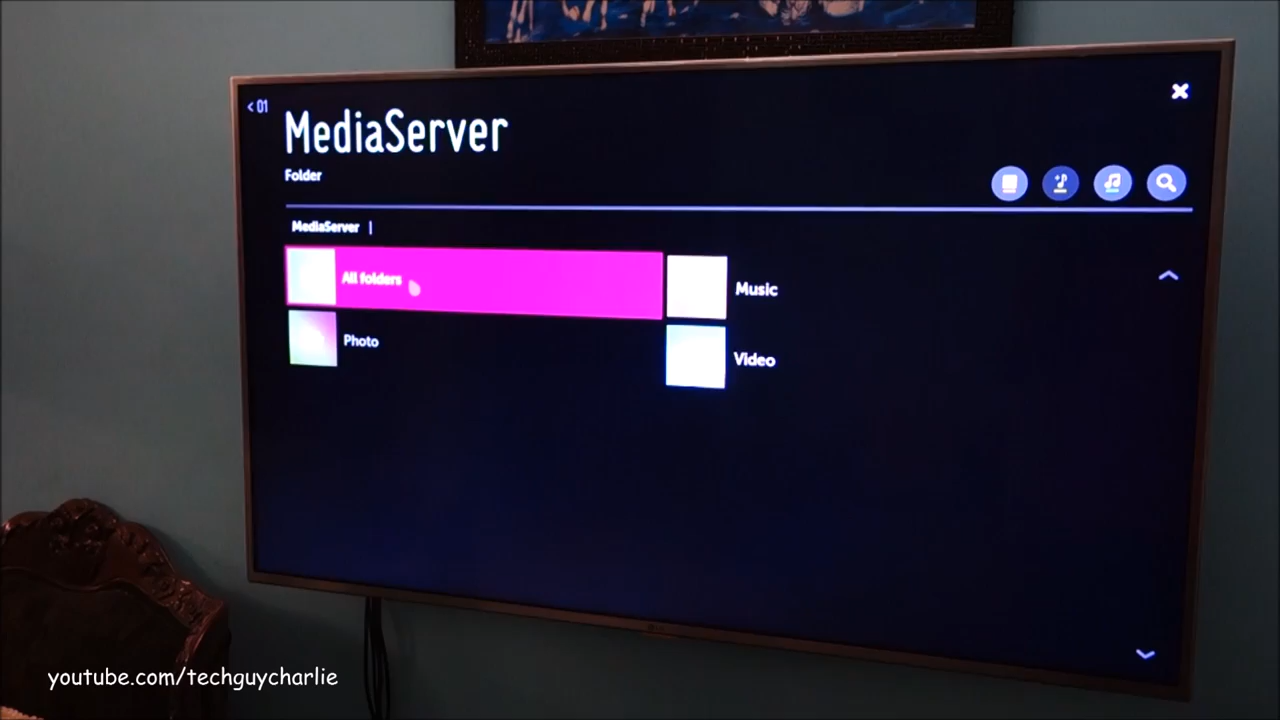 < 01
MediaServer
Folder
MediaServer |
All folders
Music
Photo
Video
youtube.com/techguycharlie